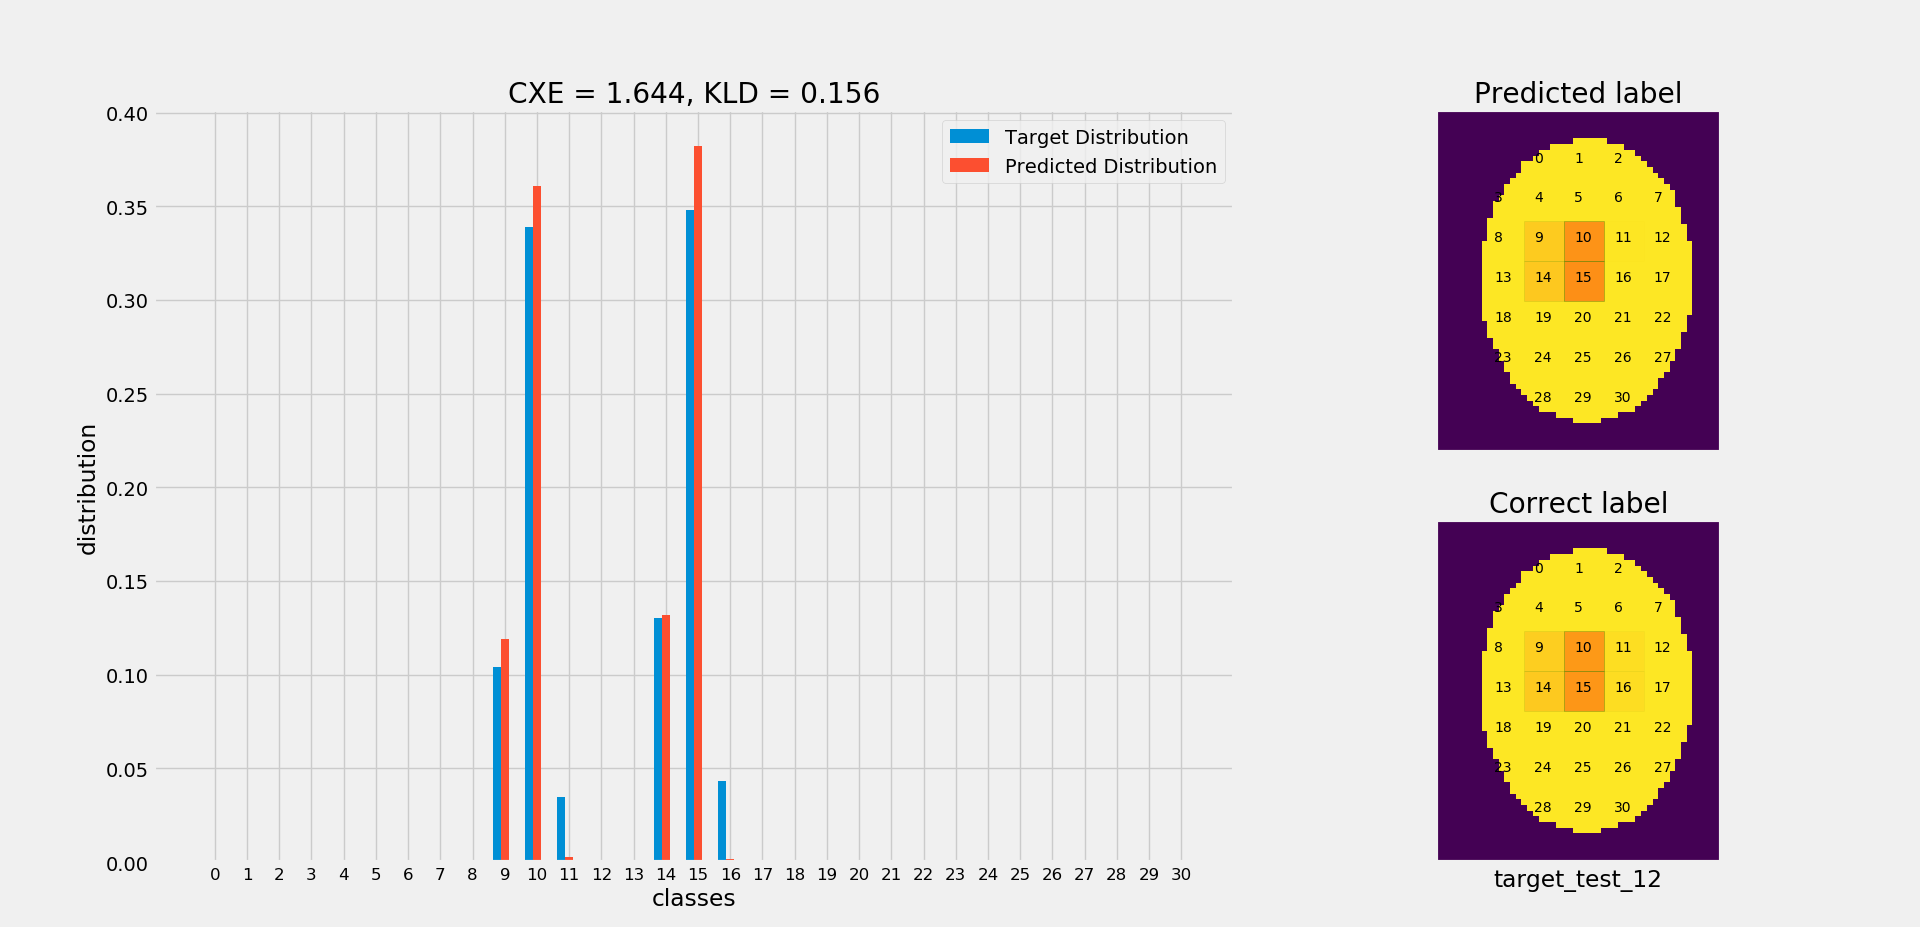 CXE = 1.644, KLD = 0.156
0.40
0.35
0.30
0.25
0.20
0.15
0.10
0.05
0.00
distribution
Target Distribution
Predicted Distribution
0 1 2 3 4 5 6 7 8 9 10 11 12 13 14 15 16 17 18 19 20 21 22 23 24 25 26 27 28 29 30
classes
Predicted label
0 1 2
3 4 5 6 7
8 9 10 11 12
13 14 15 16 17
18 19 20 21 22
23 24 25 26 27
28 29 30
Correct label
0 1 2
3 4 5 6 7
8 9 10 11 12
13 14 15 16 17
18 19 20 21 22
23 24 25 26 27
28 29 30
target_test_12